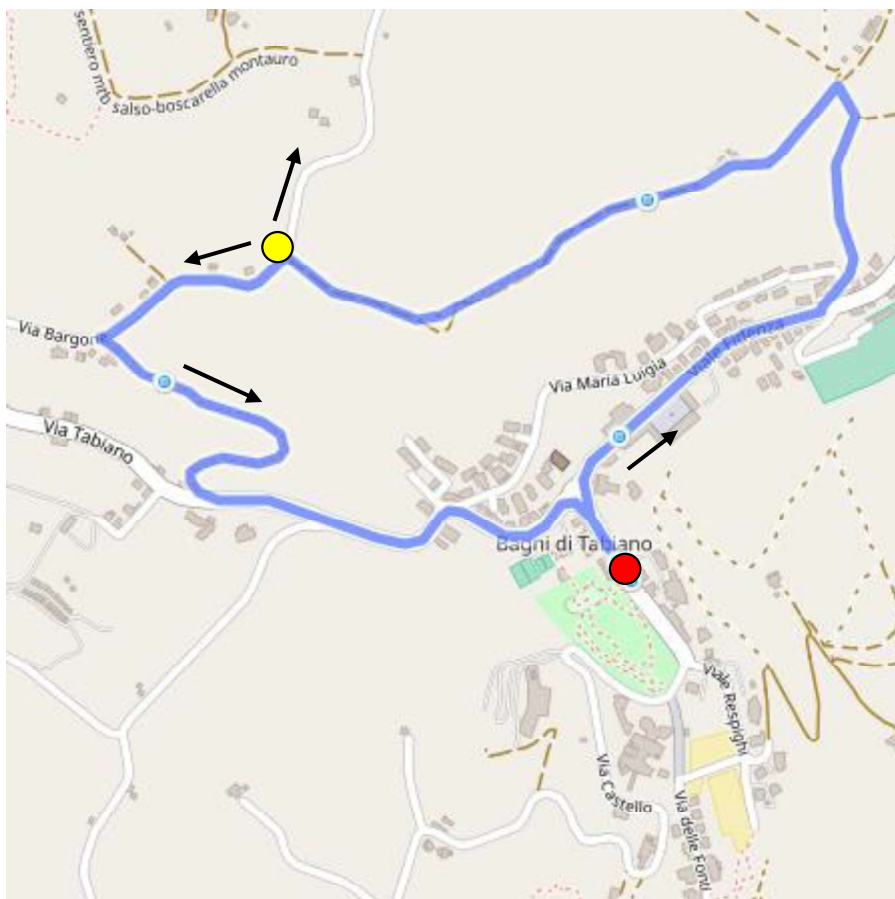 sentiero mtb salso-boscarella montauro
Via Bargone
Via Tabiano
Via Maria Luigia
Viale Fidenza
Bagni di Tabiano
Viale Respighi
Via Castello
Via delle Fonti